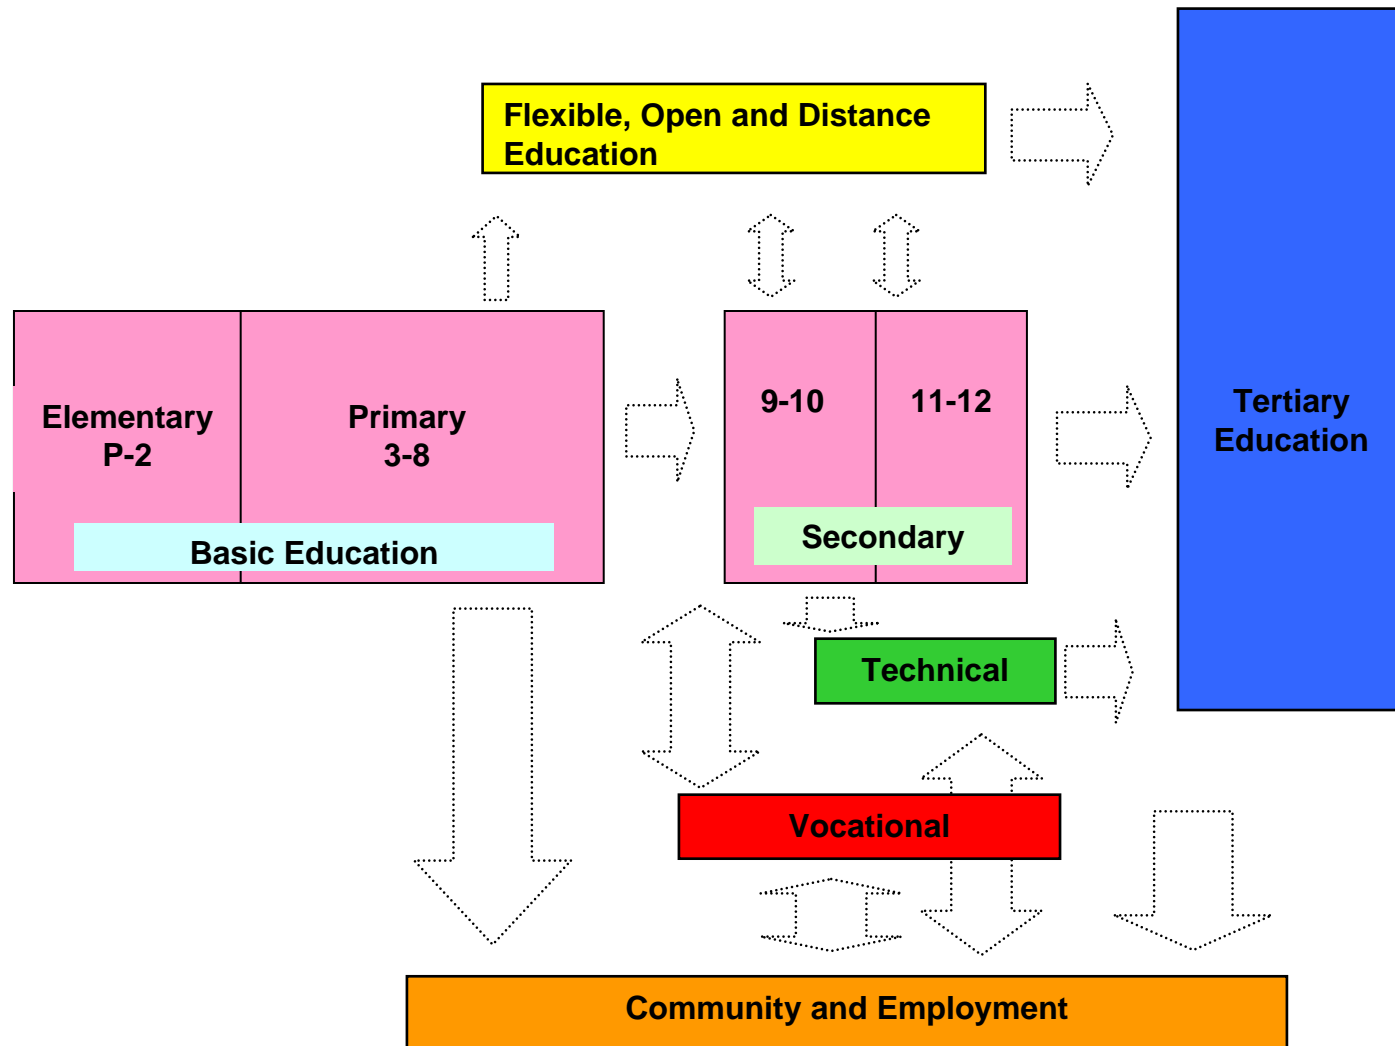 Flexible, Open and Distance
Education
Elementary
P-2
Primary
3-8
Basic Education
9-10
11-12
Secondary
Tertiary
Education
Technical
Vocational
Community and Employment